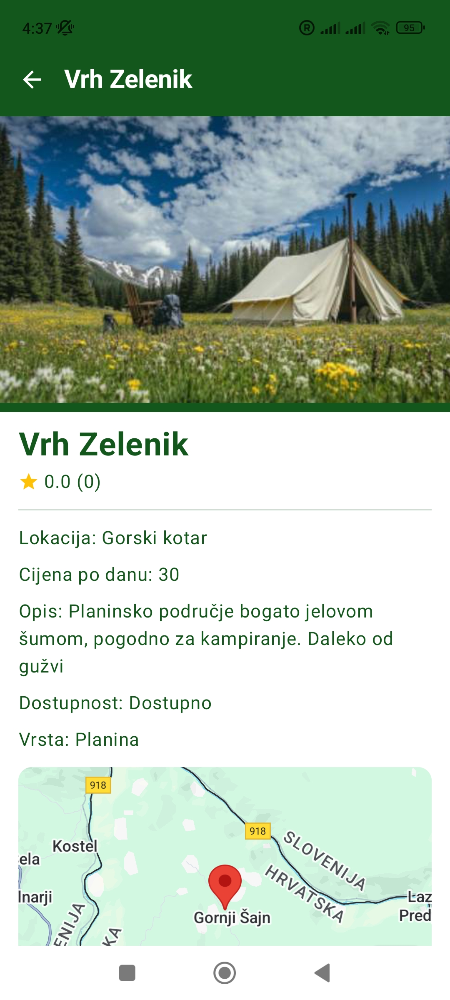 4:37
R
95
Vrh Zelenik
Vrh Zelenik
0.0 (0)
Lokacija: Gorski kotar
Cijena po danu: 30
Opis: Planinsko područje bogato jelovom
šumom, pogodno za kampiranje. Daleko od
gužvi
Dostupnost: Dostupno
Vrsta: Planina
918
918
SLOVENIJA
Kostel
ela
HRVATSKA
lnarji
Laz
Pred
Gornji Šajn
ENIJA
KA